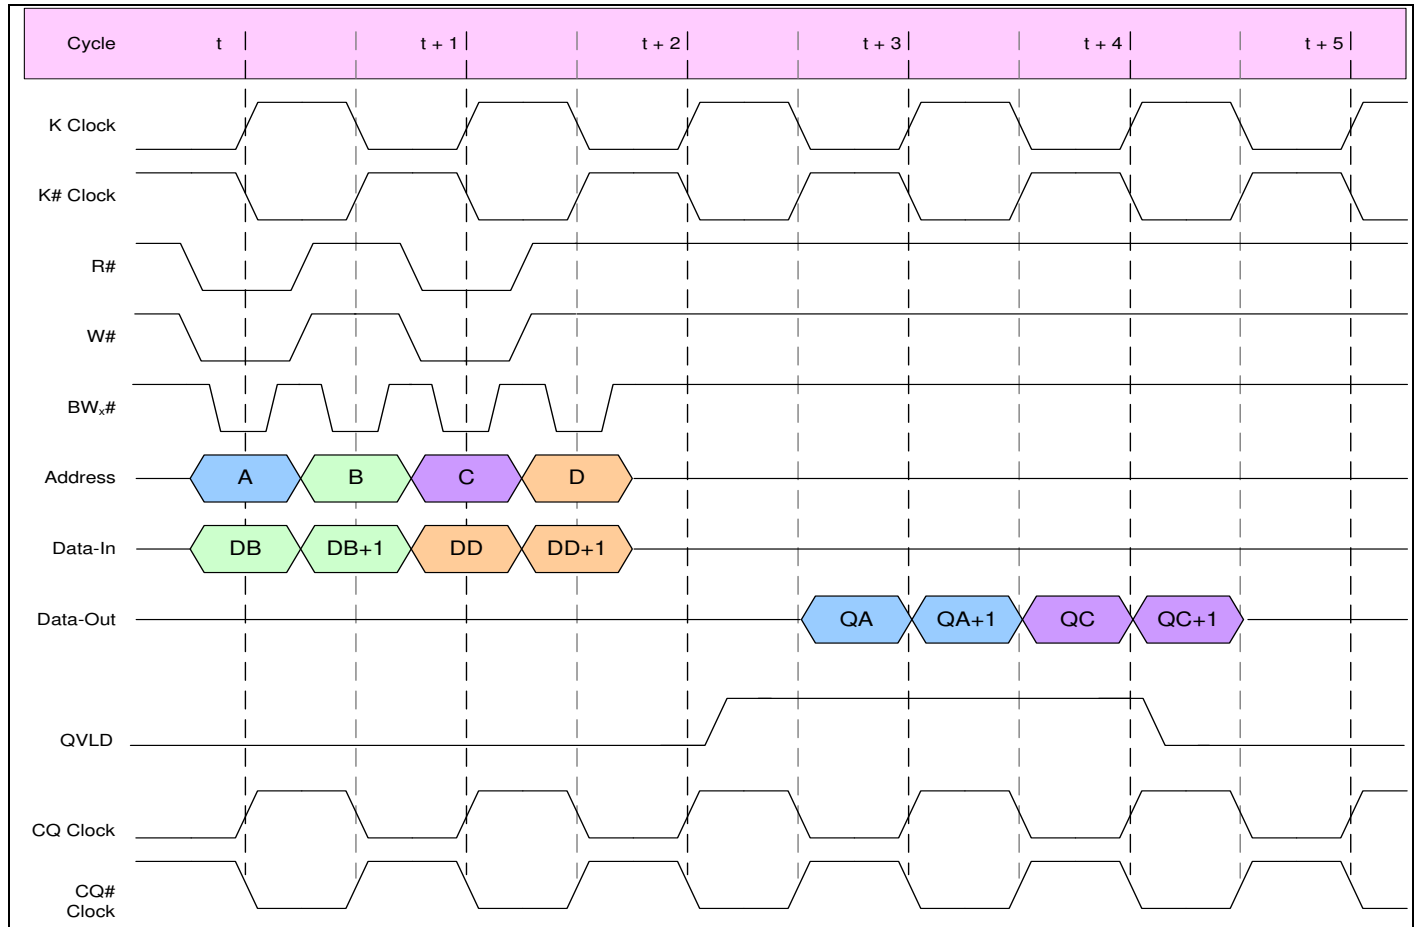 Cycle t t + 1 t + 2 t + 3 t + 4 t + 5
K Clock
K# Clock
R#
W#
BWx#
Address A B C D
Data-In DB DB+1 DD DD+1
Data-Out QA QA+1 QC QC+1
QVLD
CQ Clock
CQ#
Clock